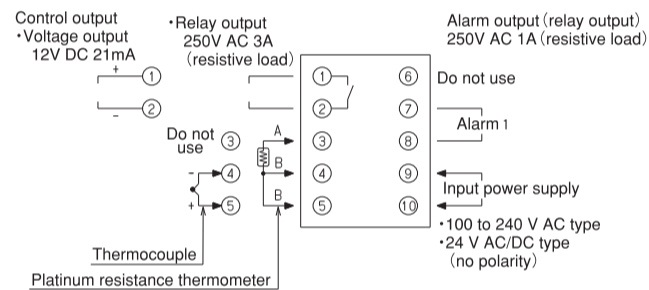 Control output
・Voltage output
12V DC 21mA
+
①
②
-
・Relay output
250V AC 3A
(resistive load)
Alarm output (relay output)
250V AC 1A (resistive load)
①
②
③
④
⑤
⑥
⑦
⑧
⑨
⑩
Do not use
Alarm 1
Input power supply
・100 to 240 V AC type
・24 V AC/DC type
(no polarity)
Do not
use
③
-
④
+
⑤
A
B
B
Thermocouple
Platinum resistance thermometer